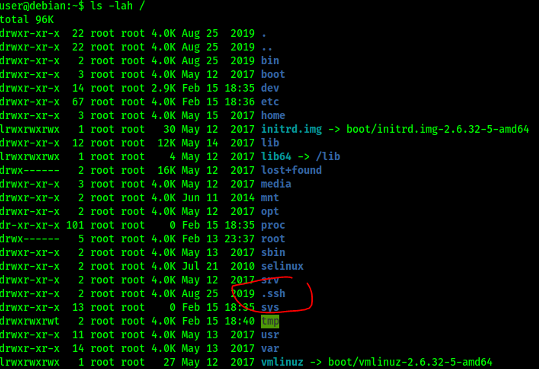 user@debian:~$ ls -lah /
total 96K
drwxr-xr-x 22 root root 4.0K Aug 25 2019 .
drwxr-xr-x 22 root root 4.0K Aug 25 2019 ..
drwxr-xr-x 2 root root 4.0K Aug 25 2019 bin
drwxr-xr-x 3 root root 4.0K May 12 2017 boot
drwxr-xr-x 14 root root 2.9K Feb 15 18:35 dev
drwxr-xr-x 67 root root 4.0K Feb 15 18:36 etc
drwxr-xr-x 3 root root 4.0K May 15 2017 home
lrwxrwxrwx 1 root root 30 May 12 2017 initrd.img -> boot/initrd.img-2.6.32-5-amd64
drwxr-xr-x 12 root root 12K May 14 2017 lib
lrwxrwxrwx 1 root root 4 May 12 2017 lib64 -> /lib
drwx------ 2 root root 16K May 12 2017 lost+found
drwxr-xr-x 3 root root 4.0K May 12 2017 media
drwxr-xr-x 2 root root 4.0K Jun 11 2014 mnt
drwxr-xr-x 2 root root 4.0K May 12 2017 opt
dr-xr-xr-x 101 root root 0 Feb 15 18:35 proc
drwx------ 5 root root 4.0K Feb 13 23:37 root
drwxr-xr-x 2 root root 4.0K May 13 2017 sbin
drwxr-xr-x 2 root root 4.0K Jul 21 2010 selinux
drwxr-xr-x 2 root root 4.0K May 12 2017 srv
drwxr-xr-x 2 root root 4.0K Aug 25 2019 .ssh
drwxr-xr-x 13 root root 0 Feb 15 18:35 sys
drwxrwxrwt 2 root root 4.0K Feb 15 18:40 tmp
drwxr-xr-x 11 root root 4.0K May 13 2017 usr
drwxr-xr-x 14 root root 4.0K May 13 2017 var
lrwxrwxrwx 1 root root 27 May 12 2017 vmlinuz -> boot/vmlinuz-2.6.32-5-amd64